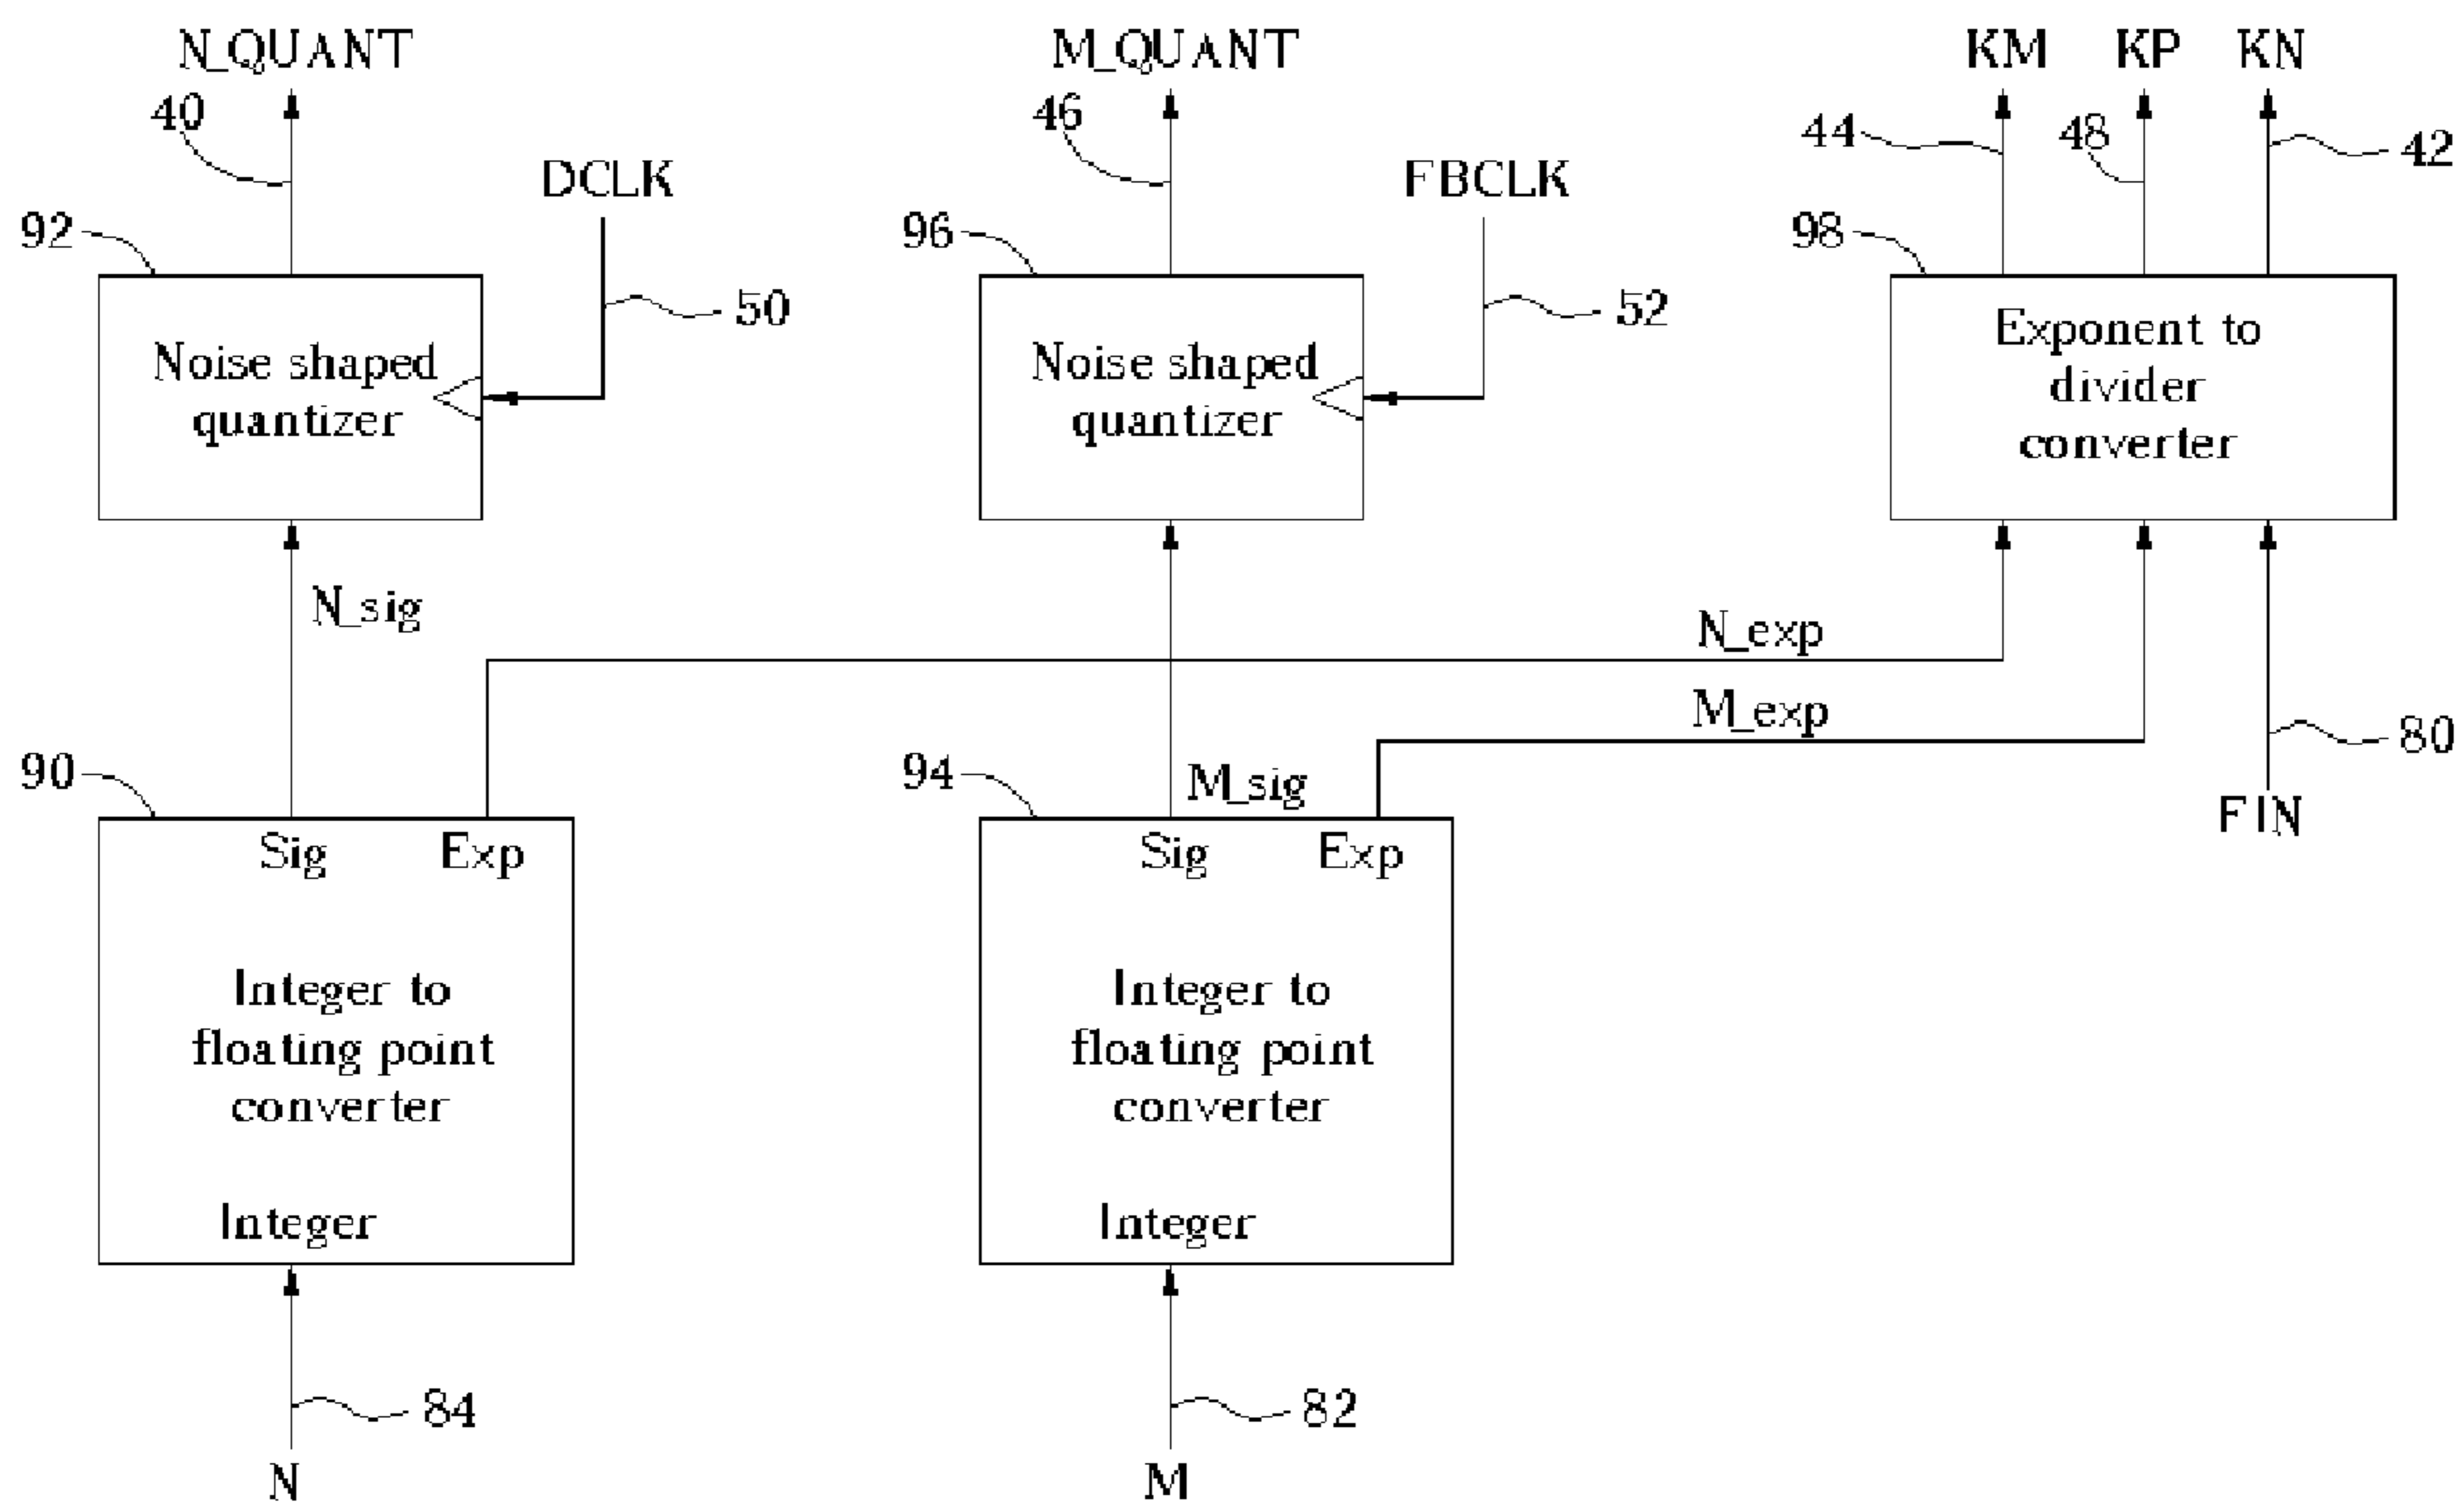 N_QUANT
M_QUANT
KM KP KN
40
46
44
48
42
DCLK
FBCLK
92
96
98
50
52
Noise shaped
quantizer
Noise shaped
quantizer
Exponent to
divider
converter
N_sig
N_exp
M_exp
90
94
M_sig
80
FIN
Sig Exp
Sig Exp
Integer to
floating point
converter
Integer to
floating point
converter
Integer
Integer
84
82
N
M